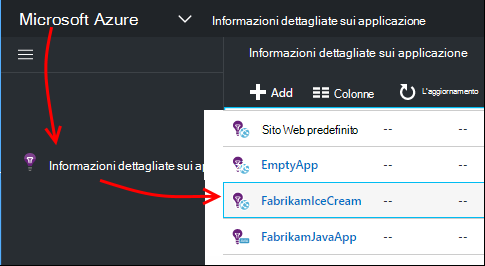 Microsoft Azure
Informazioni dettagliate sui applicazione
Informazioni dettagliate sui applicazione
Add
Colonne
L'aggiornamento
Informazioni dettagliate sui ap
Sito Web predefinito -- --
EmptyApp -- --
FabrikamIceCream -- --
FabrikamJavaApp -- --